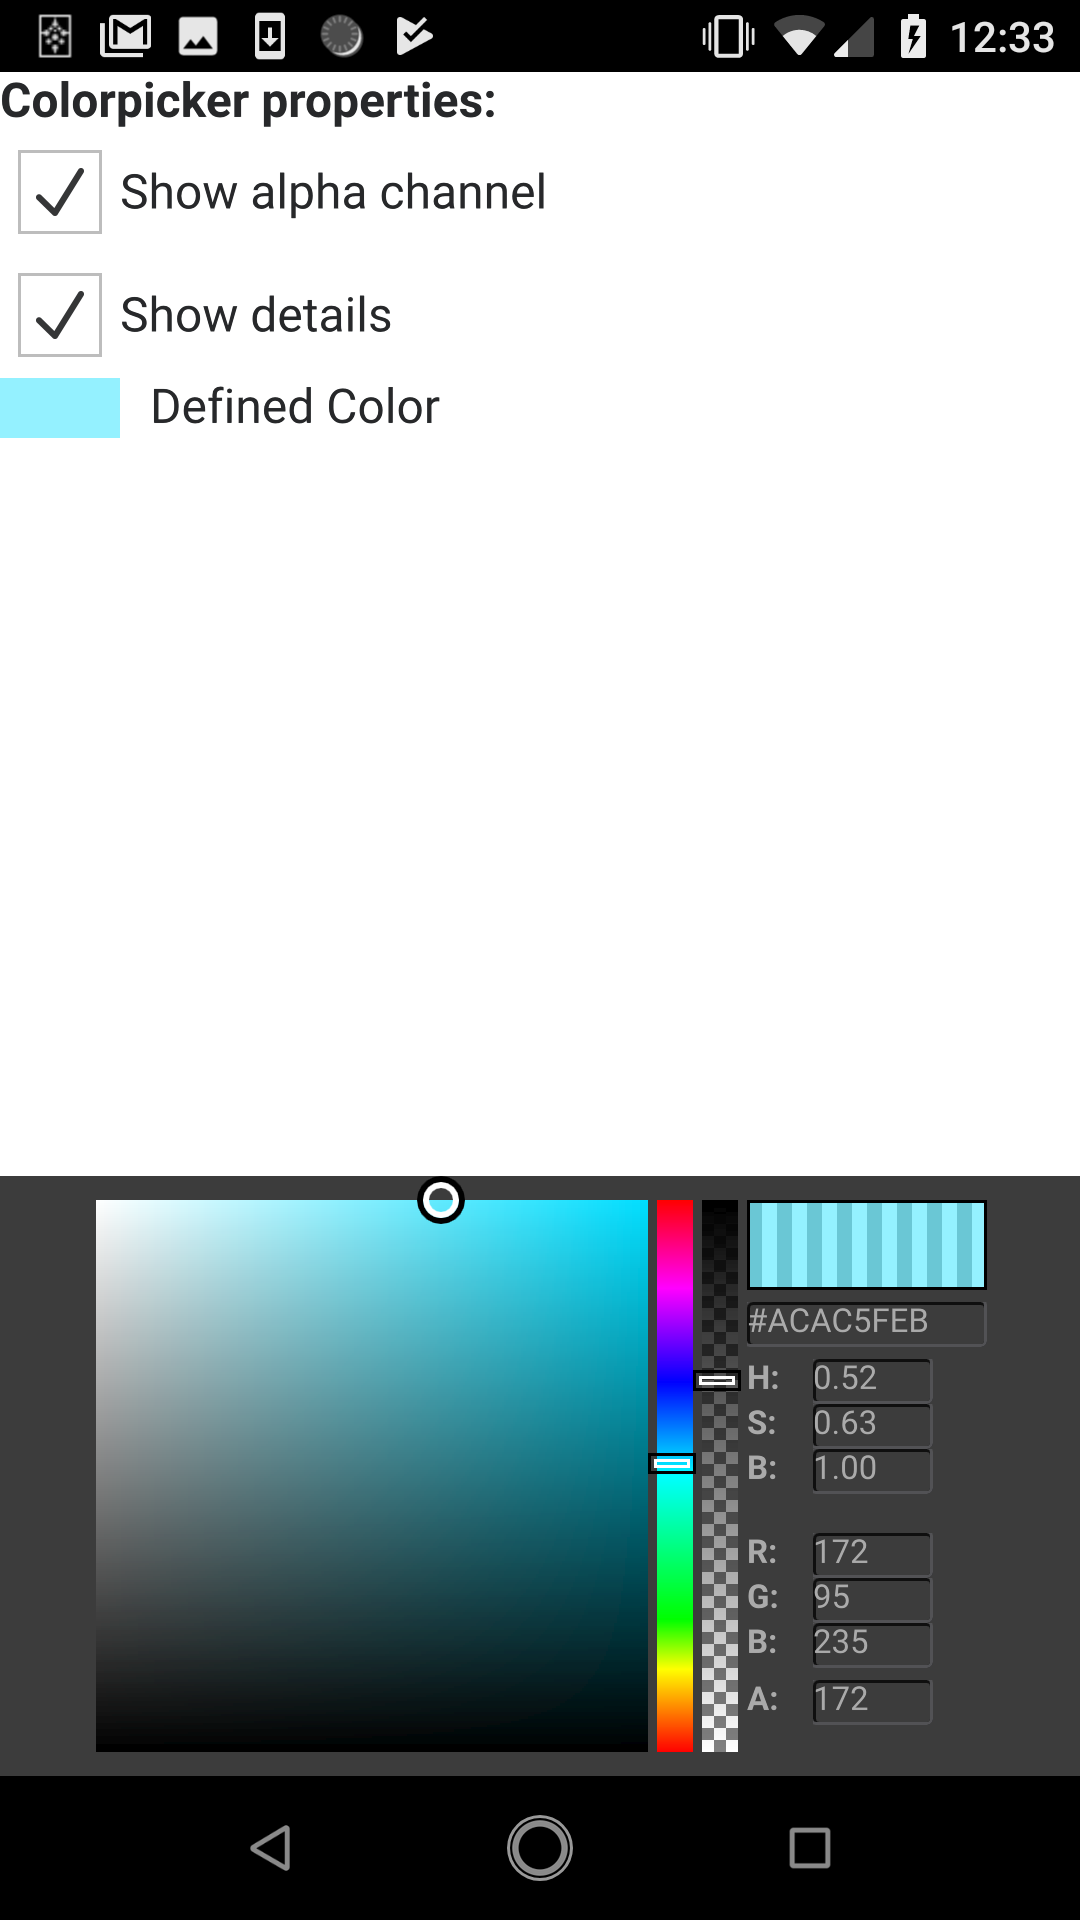 12:33
Colorpicker properties:
Show alpha channel
Show details
Defined Color
#ACAC5FEB
H: 0.52
S: 0.63
B: 1.00
R: 172
G: 95
B: 235
A: 172